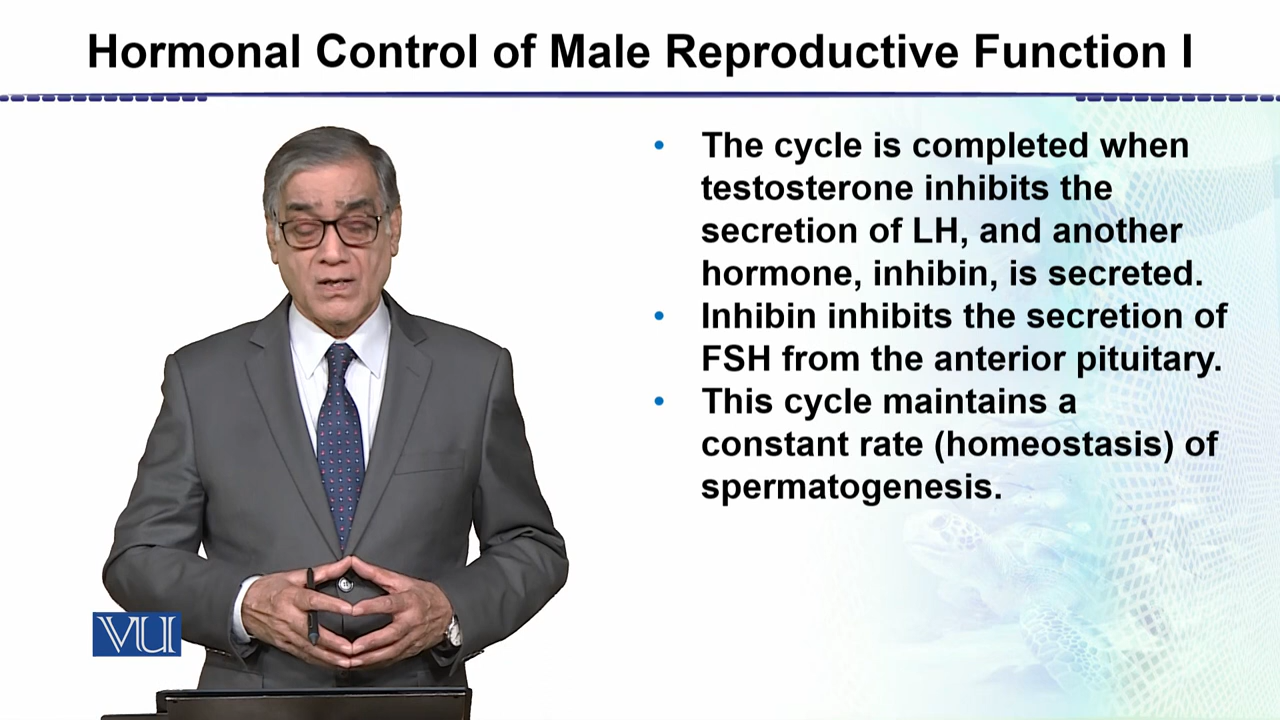 Hormonal Control of Male Reproductive Function I
• The cycle is completed when
testosterone inhibits the
secretion of LH, and another
hormone, inhibin, is secreted.
• Inhibin inhibits the secretion of
FSH from the anterior pituitary.
• This cycle maintains a
constant rate (homeostasis) of
spermatogenesis.
VU